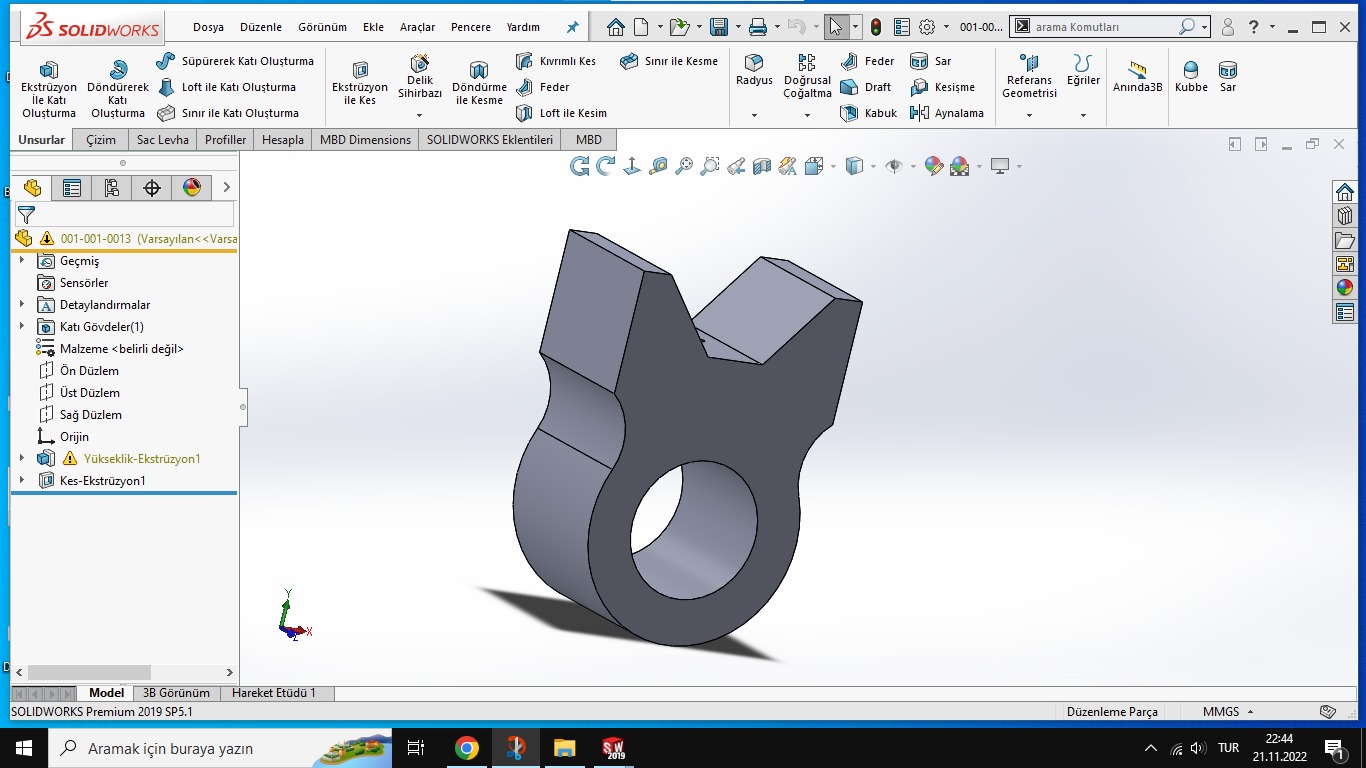 SOLIDWORKS
Dosya Düzenle Görünüm Ekle Araçlar Pencere Yardım
001-00...
arama Komutları
Ekstrüzyon ile Katı Oluşturma
Döndürerek Katı Oluşturma
Süpürerek Katı Oluşturma
Loft ile Katı Oluşturma
Sınır ile Katı Oluşturma
Ekstrüzyon ile Kes
Delik Sihirbazı
Döndürme ile Kesme
Kıvrımlı Kes
Feder
Loft ile Kesim
Sınır ile Kesme
Radyus
Doğrusal Çoğaltma
Feder
Draft
Kabuk
Sar
Kesişme
Aynalama
Referans Geometrisi
Eğriler
Anında3B
Kubbe
Sar
Unsurlar Çizim Sac Levha Profiller Hesapla MBD Dimensions SOLIDWORKS Eklentileri MBD
001-001-0013 (Varsayılan<<Varsa
Geçmiş
Sensörler
Detaylandırmalar
Katı Gövdeler(1)
Malzeme <belirli değil>
Ön Düzlem
Üst Düzlem
Sağ Düzlem
Orijin
Yükseklik-Ekstrüzyon1
Kes-Ekstrüzyon1
Y
X
Z
Model 3B Görünüm Hareket Etüdü 1
SOLIDWORKS Premium 2019 SP5.1
Düzenleme Parça
MMGS
Aramak için buraya yazın
SW 2019
TUR
22:44
21.11.2022
1